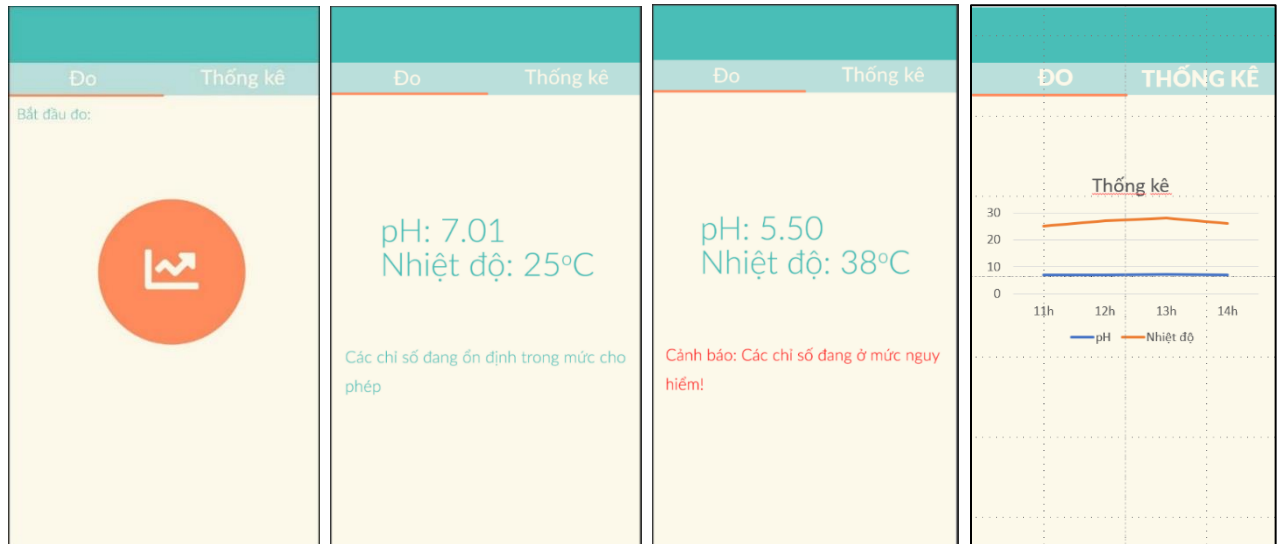 Đo Thống kê
Bắt đầu đo:
Đo Thống kê
pH: 7.01
Nhiệt độ: 25°C
Các chỉ số đang ổn định trong mức cho
phép
Đo Thống kê
pH: 5.50
Nhiệt độ: 38°C
Cảnh báo: Các chỉ số đang ở mức nguy
hiểm!
ĐO THỐNG KÊ
Thống kê
30
20
10
0
11h 12h 13h 14h
pH Nhiệt độ